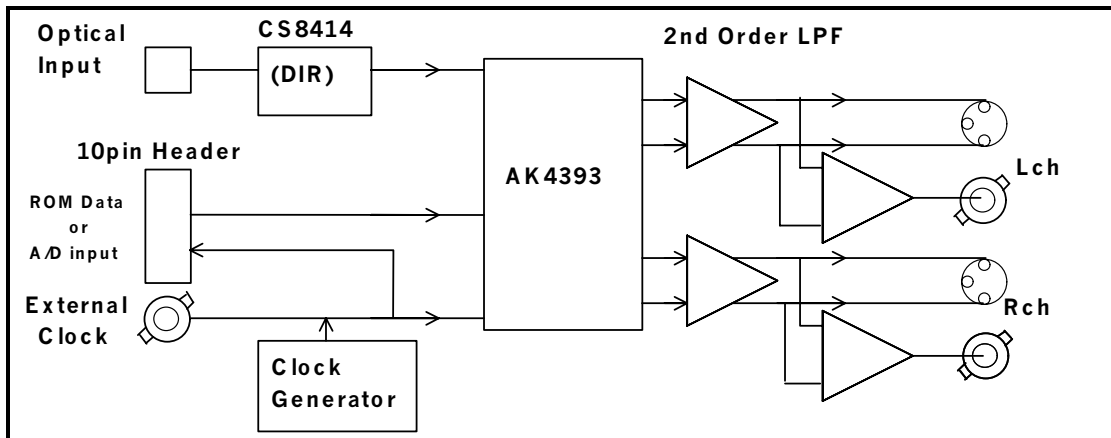 Optical
Input
CS8414
(DIR)
2nd Order LPF
10pin Header
ROM Data
or
A/D input
AK4393
Lch
External
Clock
Rch
Clock
Generator